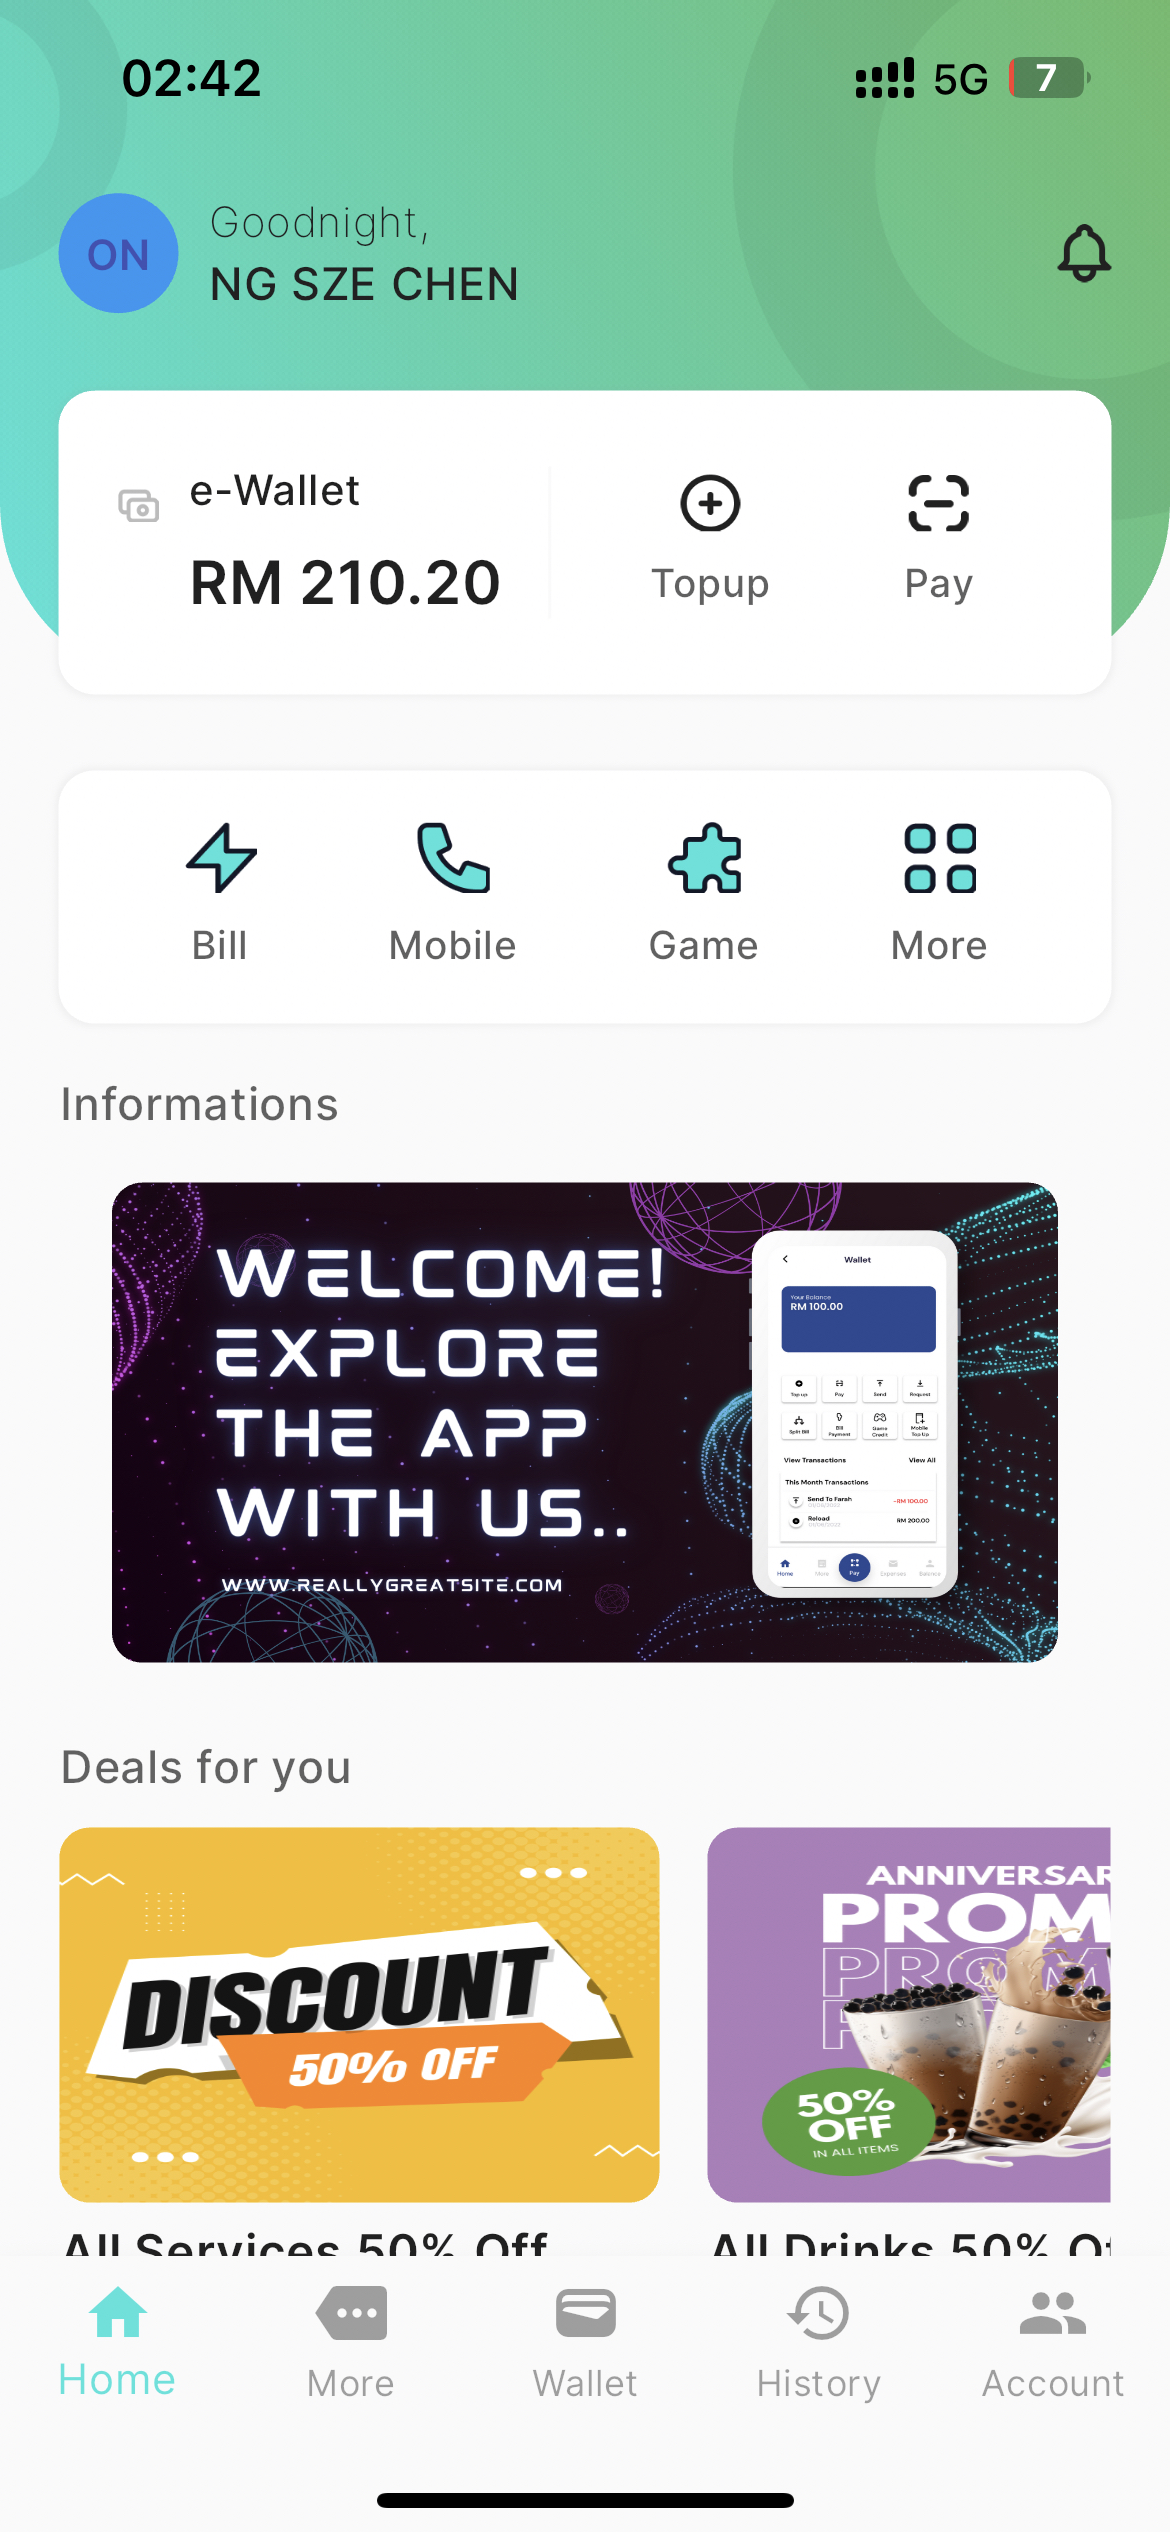 02:42
5G
7
ON
Goodnight,
NG SZE CHEN
e-Wallet
RM 210.20
Topup
Pay
Bill
Mobile
Game
More
Informations
WELCOME!
EXPLORE
THE APP
WITH US..
WWW.REALLYGREATSITE.COM
Wallet
Your Balance
RM 100.00
Top up
Pay
Send
Request
Split Bill
Bill
Payment
Game
Credit
Mobile
Top Up
View Transactions
View All
This Month Transactions
Send To Farah
-RM 100.00
Reload
RM 200.00
Home
More
Pay
Expenses
Balance
Deals for you
DISCOUNT
50% OFF
ANNIVERSAR
PROM
PROM
P
50%
OFF
IN ALL ITEMS
All Services 50% Off
All Drinks 50% Of
Home
More
Wallet
History
Account